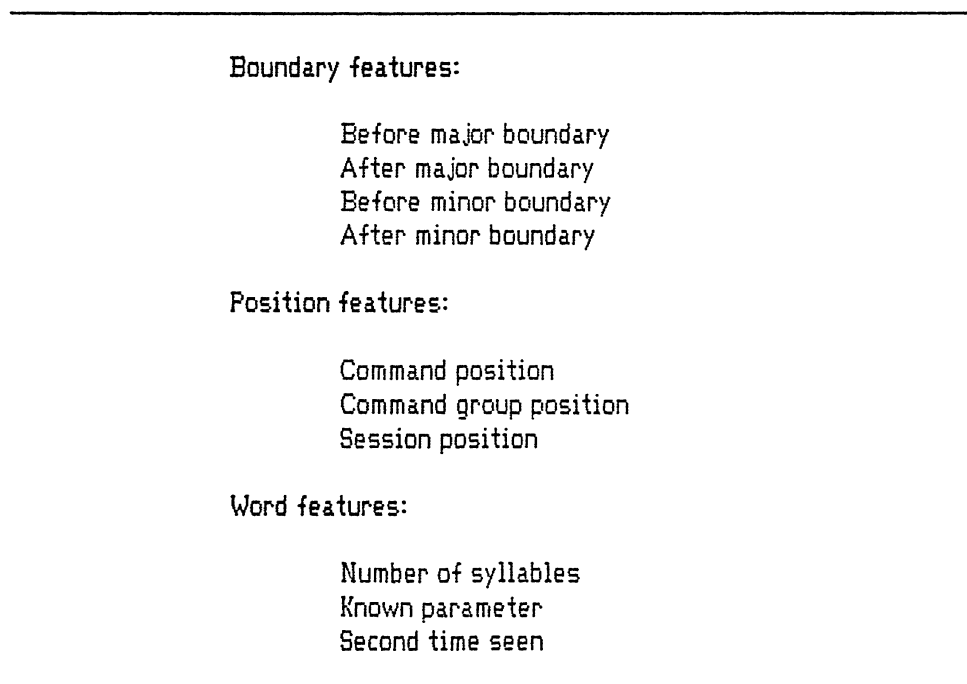 Boundary features:
Before major boundary
After major boundary
Before minor boundary
After minor boundary
Position features:
Command position
Command group position
Session position
Word features:
Number of syllables
Known parameter
Second time seen